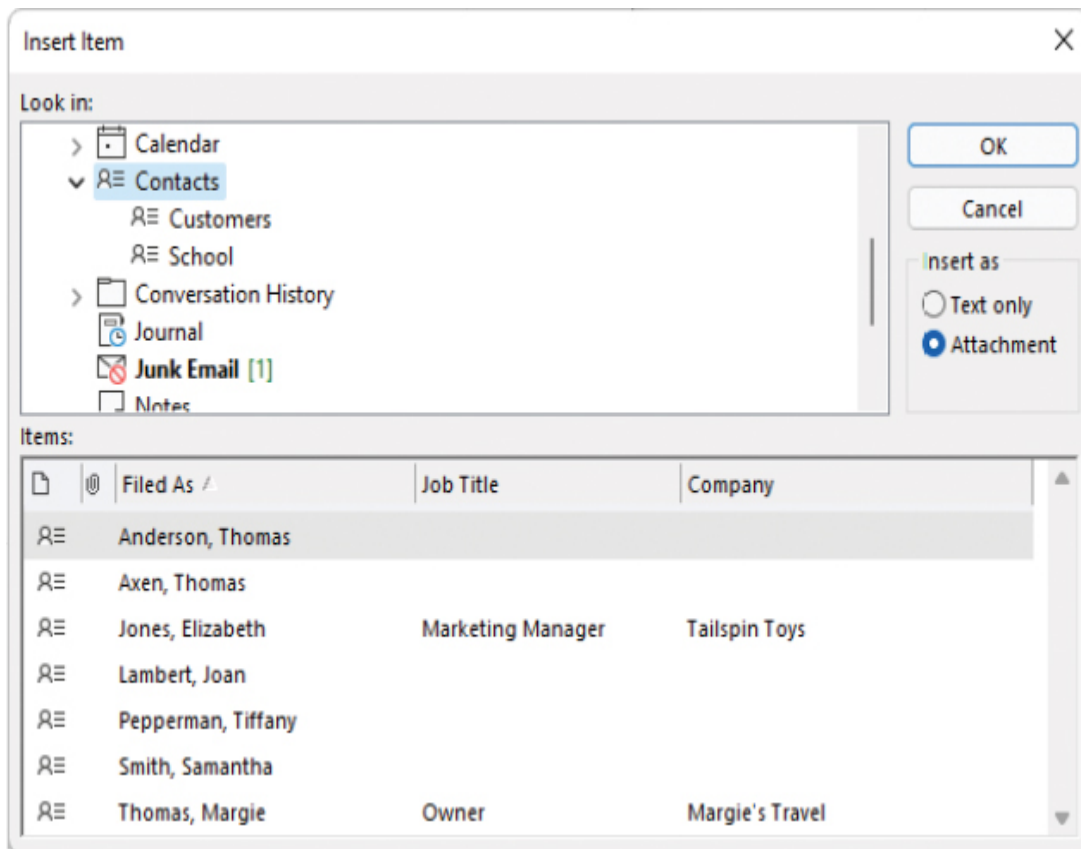 Insert Item
Look in:
Calendar
OK
Contacts
Customers
Cancel
School
Insert as
Conversation History
Text only
Journal
Attachment
Junk Email [1]
Notes
Items:
Filed As Job Title Company
Anderson, Thomas
Axen, Thomas
Jones, Elizabeth Marketing Manager Tailspin Toys
Lambert, Joan
Pepperman, Tiffany
Smith, Samantha
Thomas, Margie Owner Margie's Travel